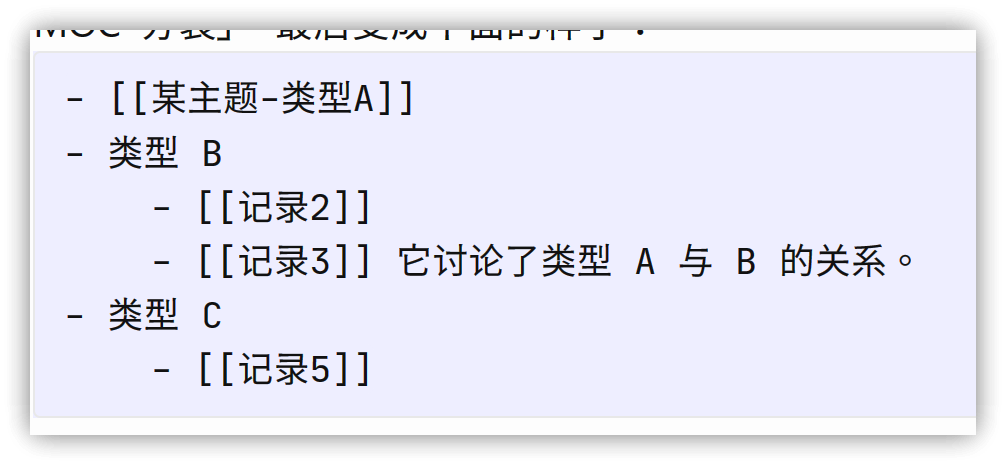 - [[某主题-类型A]]
- 类型 B
    - [[记录2]]
    - [[记录3]] 它讨论了类型 A 与 B 的关系。
- 类型 C
    - [[记录5]]